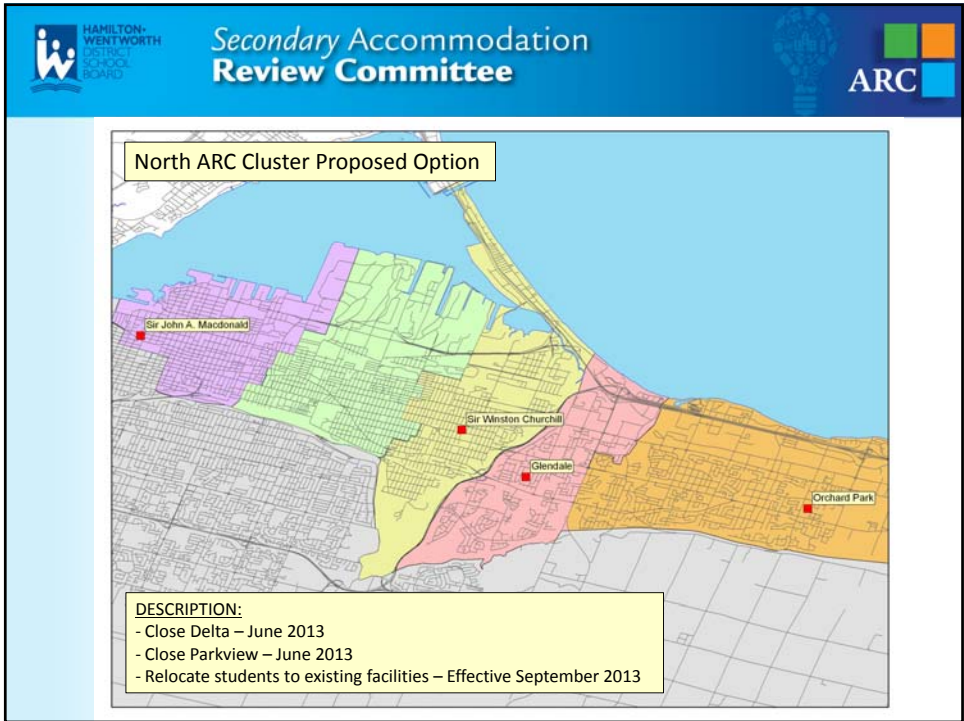 HAMILTON-
WENTWORTH
DISTRICT
SCHOOL
BOARD
Secondary Accommodation
Review Committee
ARC
North ARC Cluster Proposed Option
Sir John A. Macdonald
Sir Winston Churchill
Glendale
Orchard Park
DESCRIPTION:
- Close Delta – June 2013
- Close Parkview – June 2013
- Relocate students to existing facilities – Effective September 2013